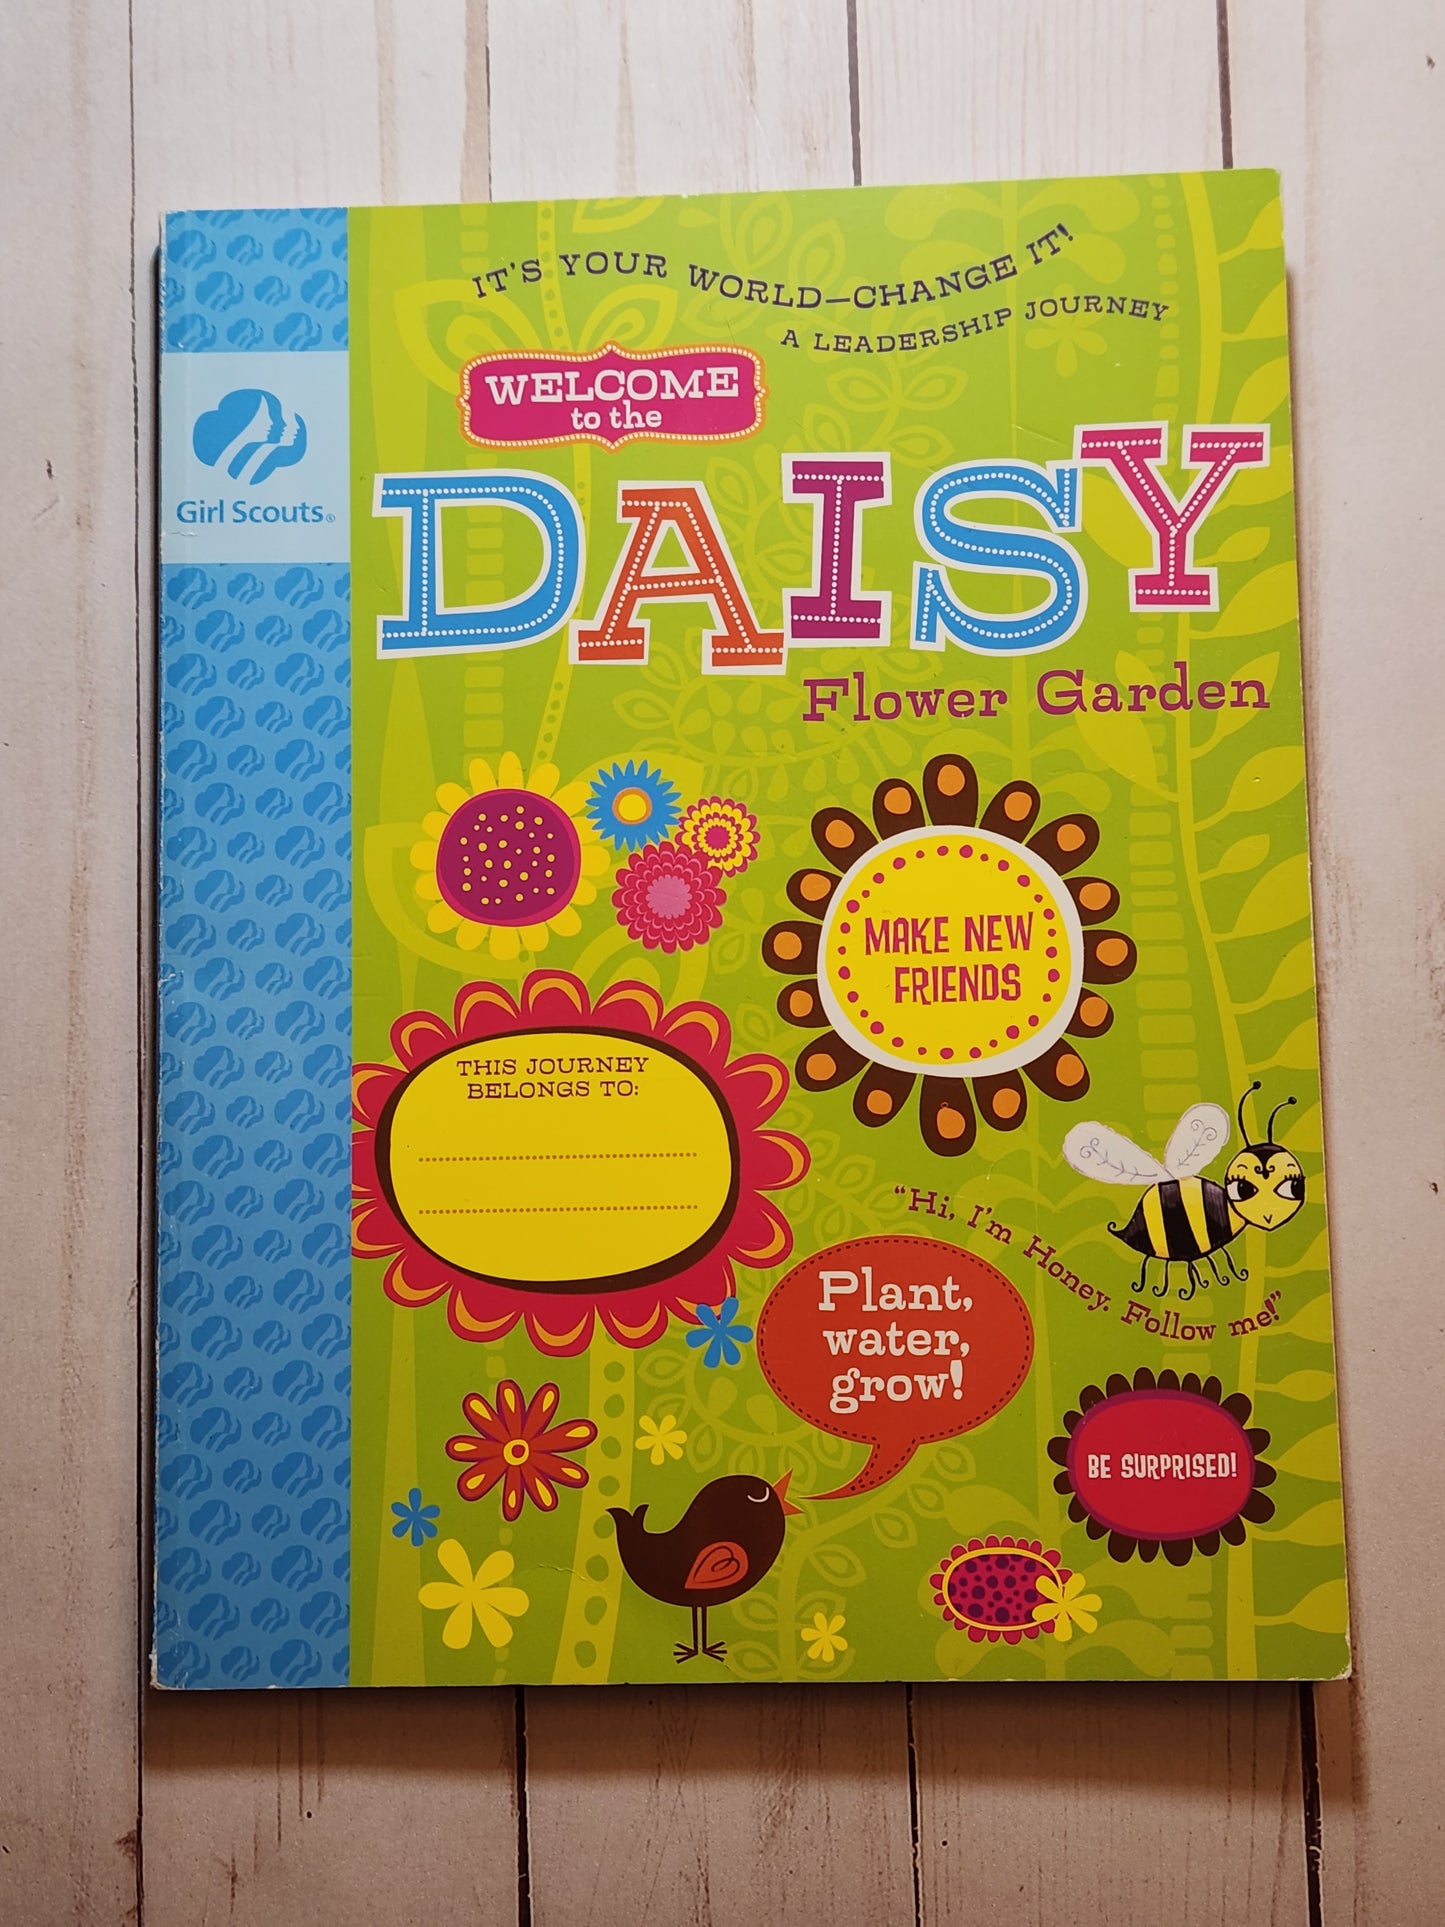 IT'S YOUR WORLD—CHANGE IT!
A LEADERSHIP JOURNEY
WELCOME
to the
DAISY
Flower Garden
Girl Scouts®
MAKE NEW
FRIENDS
THIS JOURNEY
BELONGS TO:
"Hi, I'm Honey. Follow me!"
Plant,
water,
grow!
BE SURPRISED!